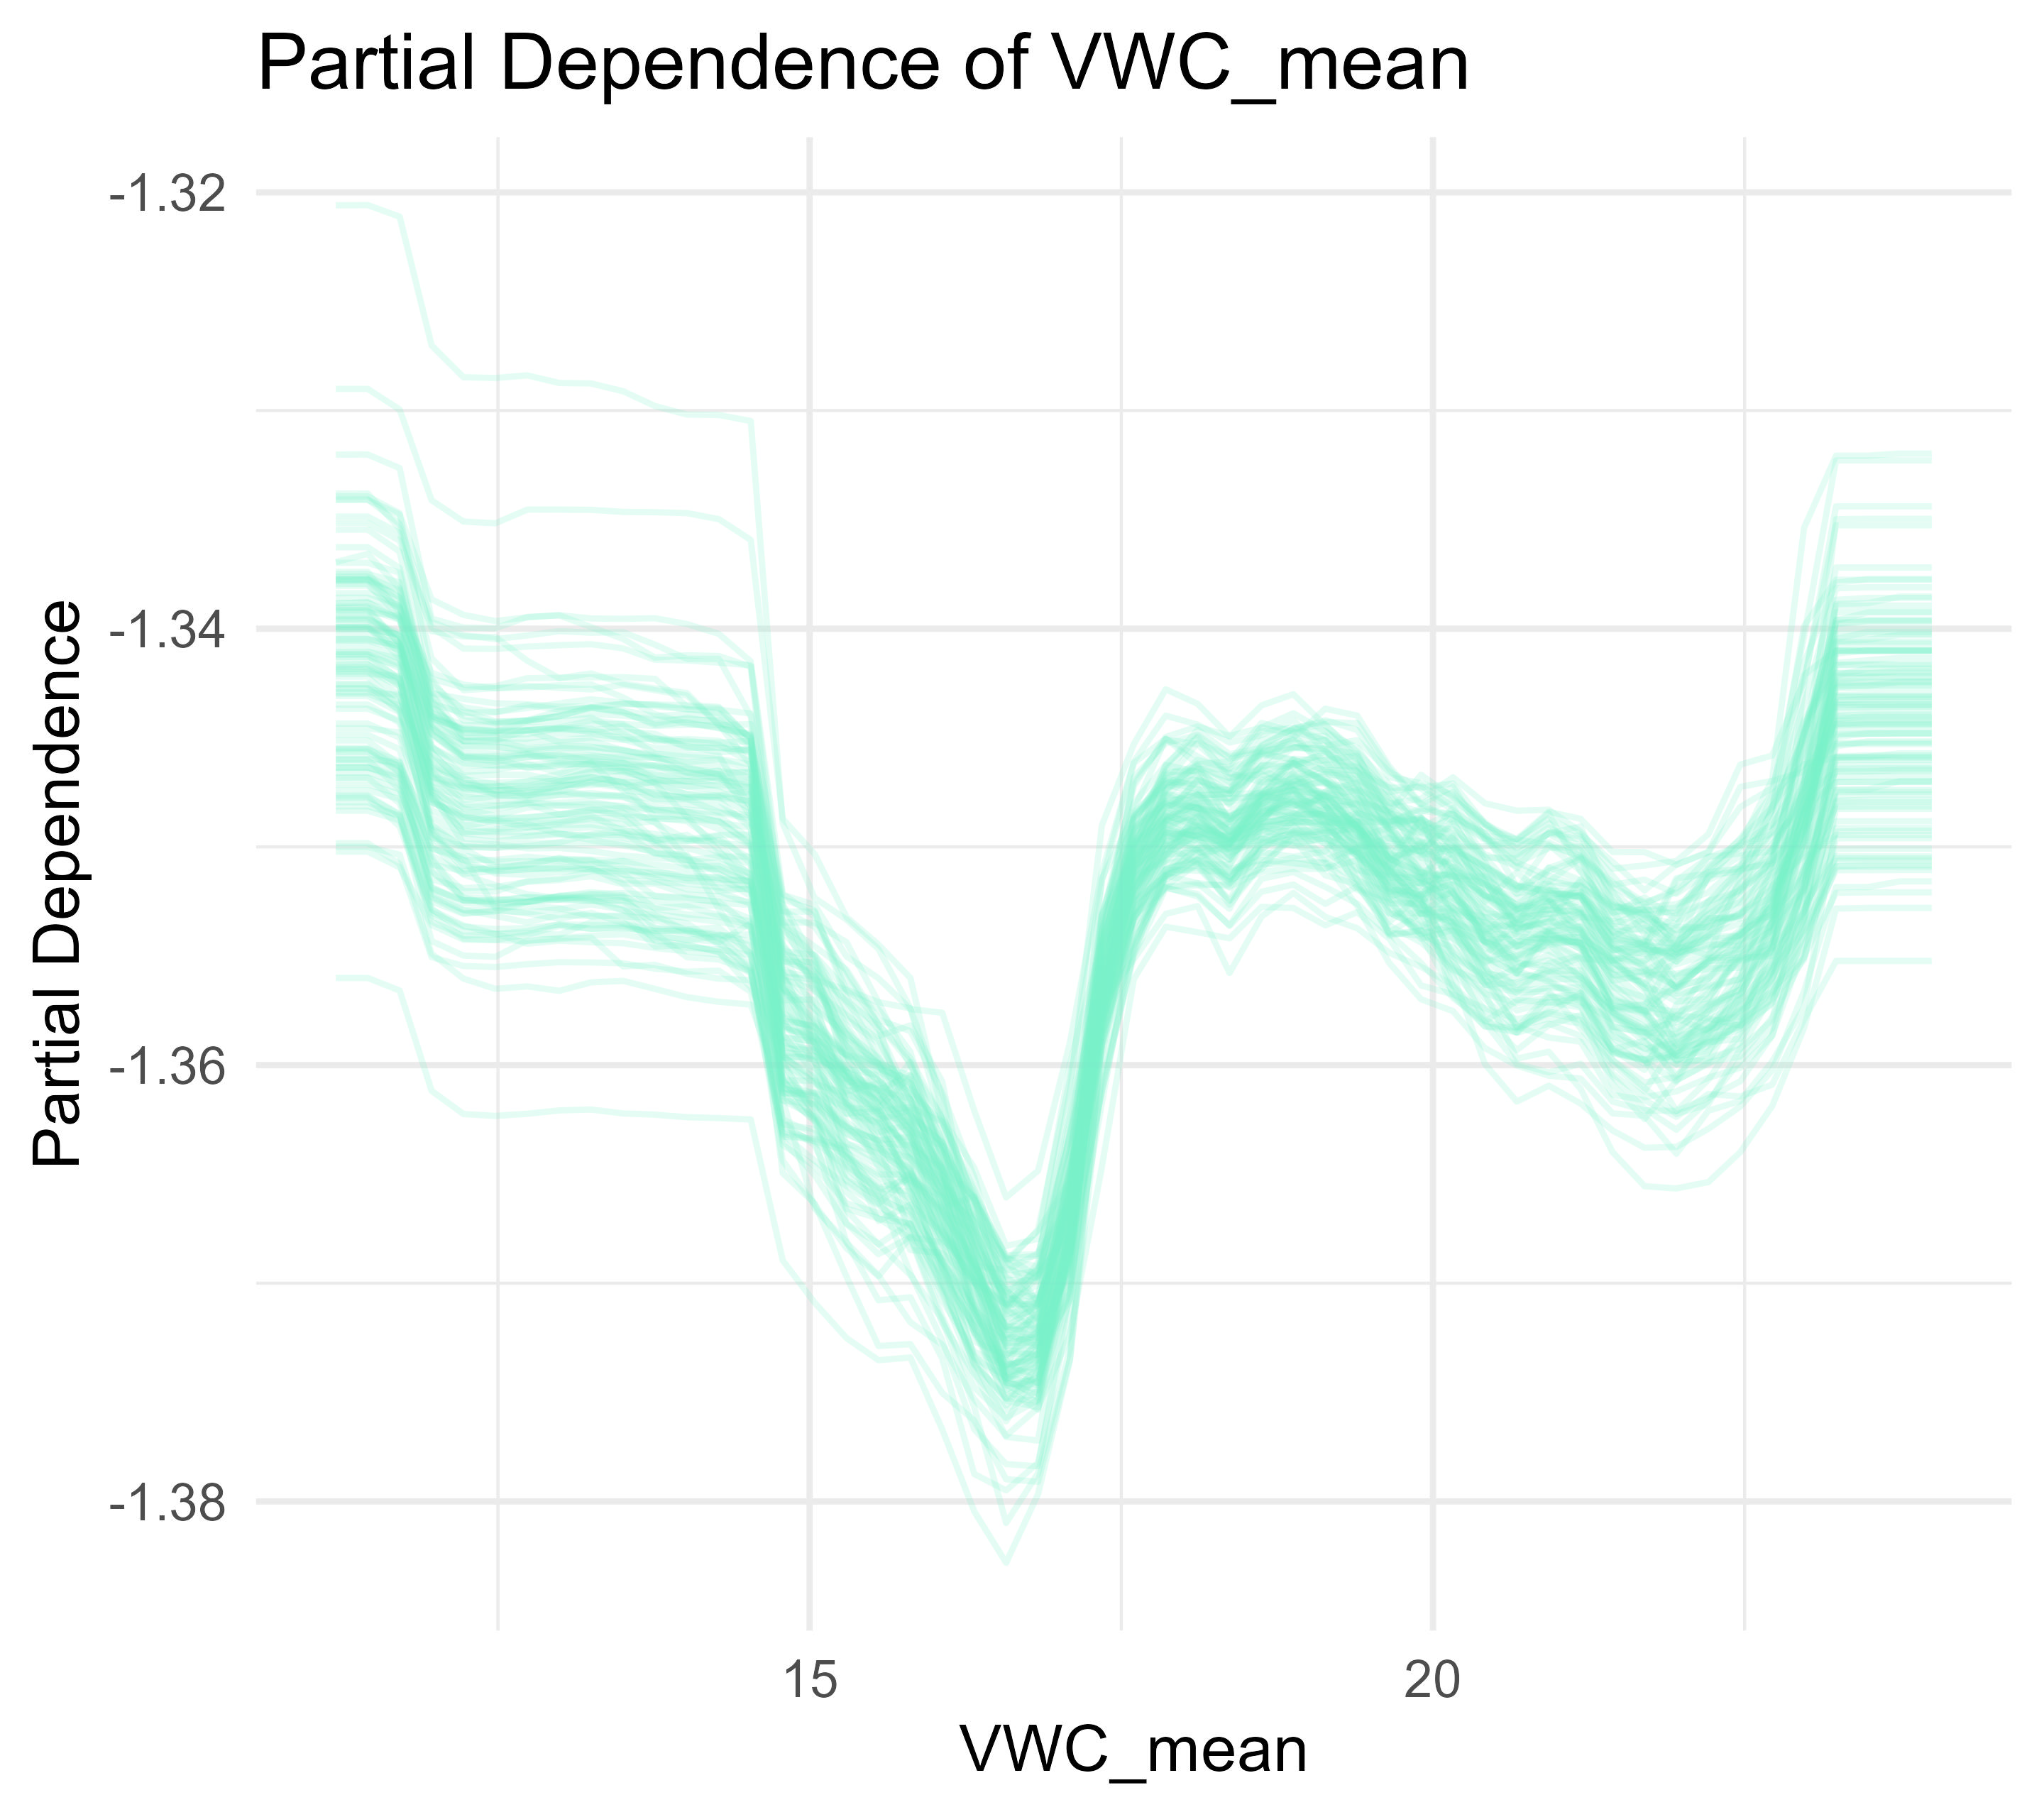 Partial Dependence of VWC_mean
-1.32
-1.34
-1.36
-1.38
Partial Dependence
15
20
VWC_mean